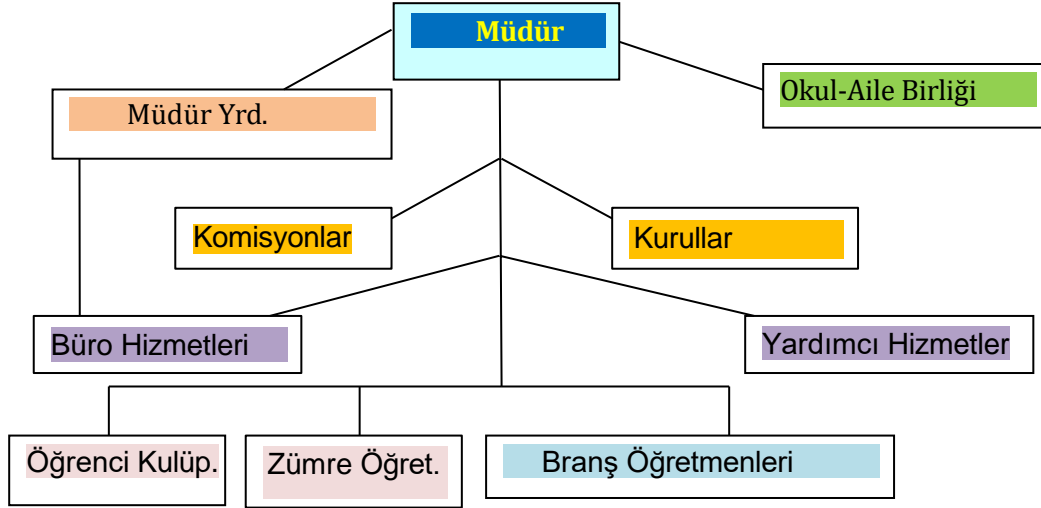 Müdür
Müdür Yrd.
Okul-Aile Birliği
Komisyonlar
Kurullar
Büro Hizmetleri
Yardımcı Hizmetler
Öğrenci Kulüp.
Zümre Öğret.
Branş Öğretmenleri